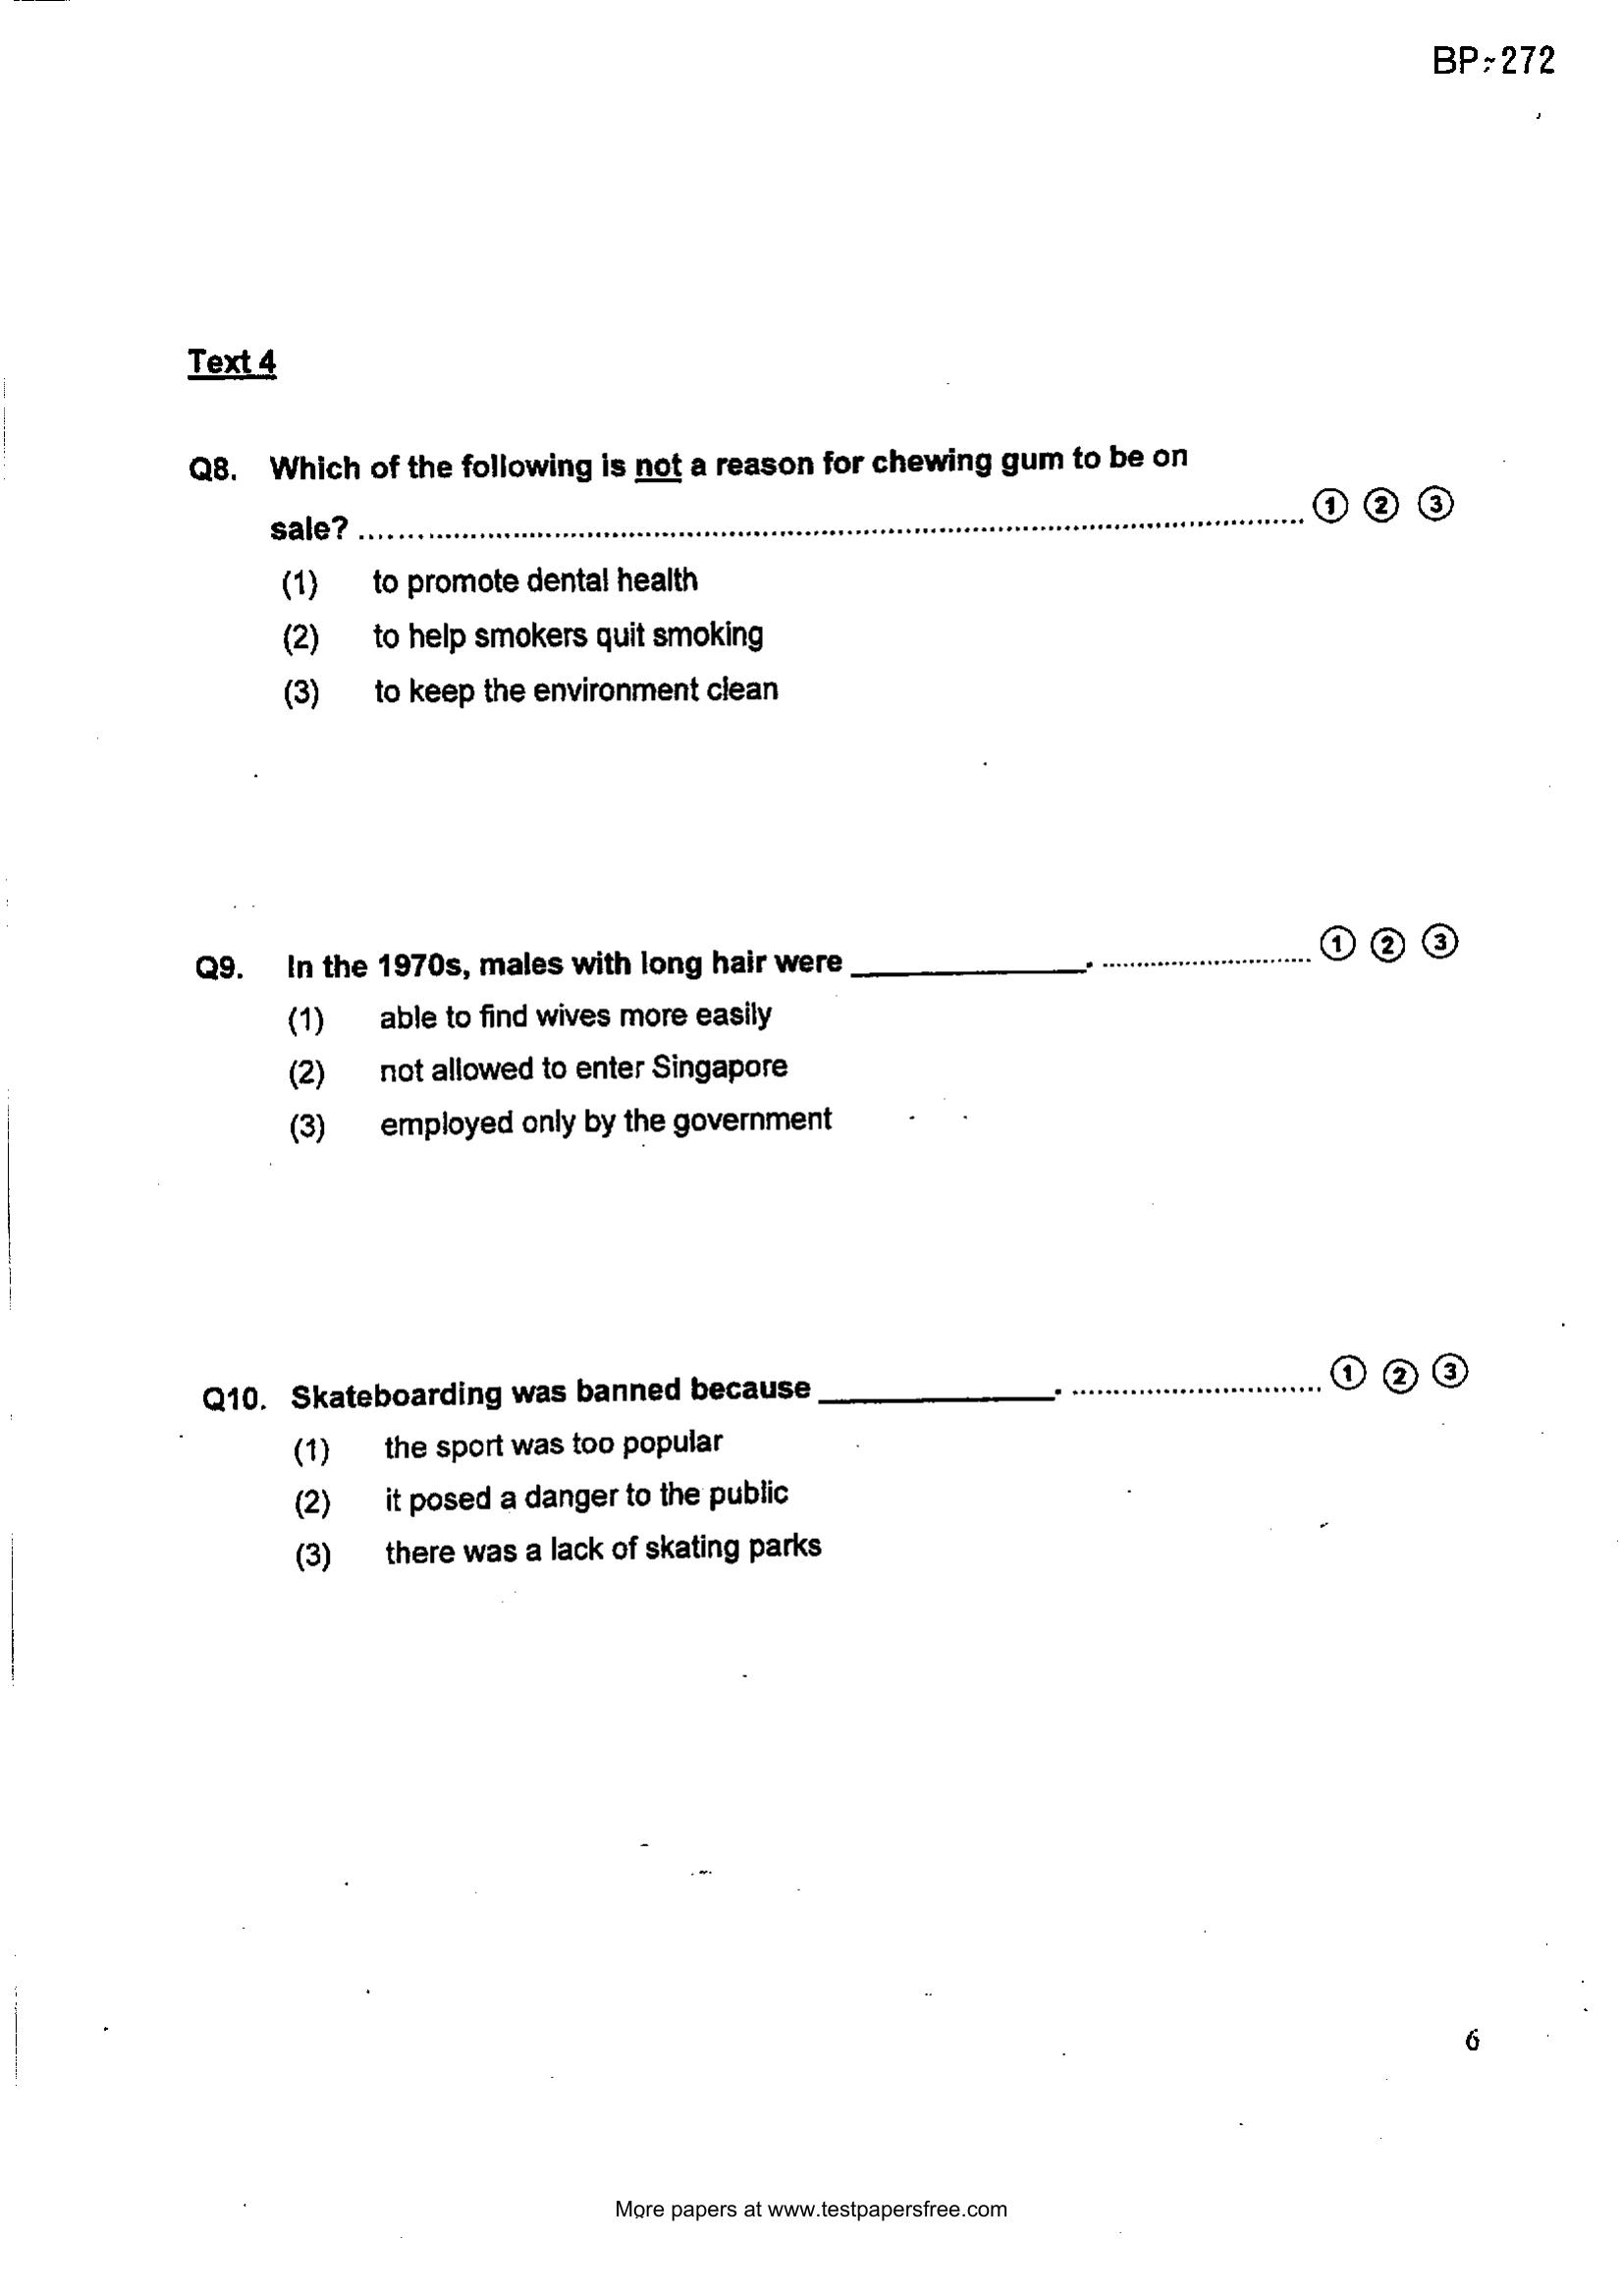 BP-272
Text 4
Q8. Which of the following is not a reason for chewing gum to be on
sale? ........................................................ ① ② ③
(1) to promote dental health
(2) to help smokers quit smoking
(3) to keep the environment clean
Q9. In the 1970s, males with long hair were ______________. .............................. ① ② ③
(1) able to find wives more easily
(2) not allowed to enter Singapore
(3) employed only by the government
Q10. Skateboarding was banned because ______________. .............................. ① ② ③
(1) the sport was too popular
(2) it posed a danger to the public
(3) there was a lack of skating parks
6
More papers at www.testpapersfree.com